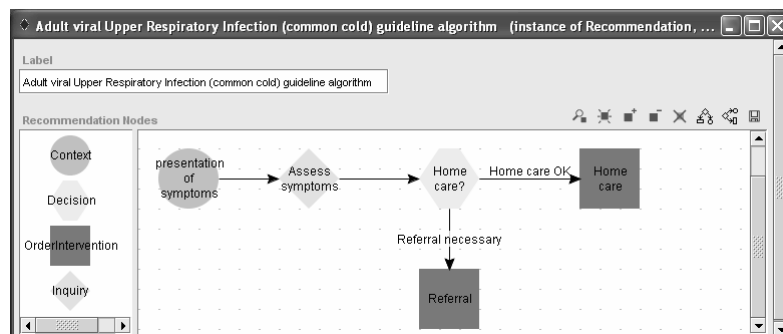 Adult viral Upper Respiratory Infection (common cold) guideline algorithm (instance of Recommendation, ...
Label
Adult viral Upper Respiratory Infection (common cold) guideline algorithm
Recommendation Nodes
Context
Decision
OrderIntervention
Inquiry
presentation
of
symptoms
Assess
symptoms
Home
care?
Home care OK
Home
care
Referral necessary
Referral